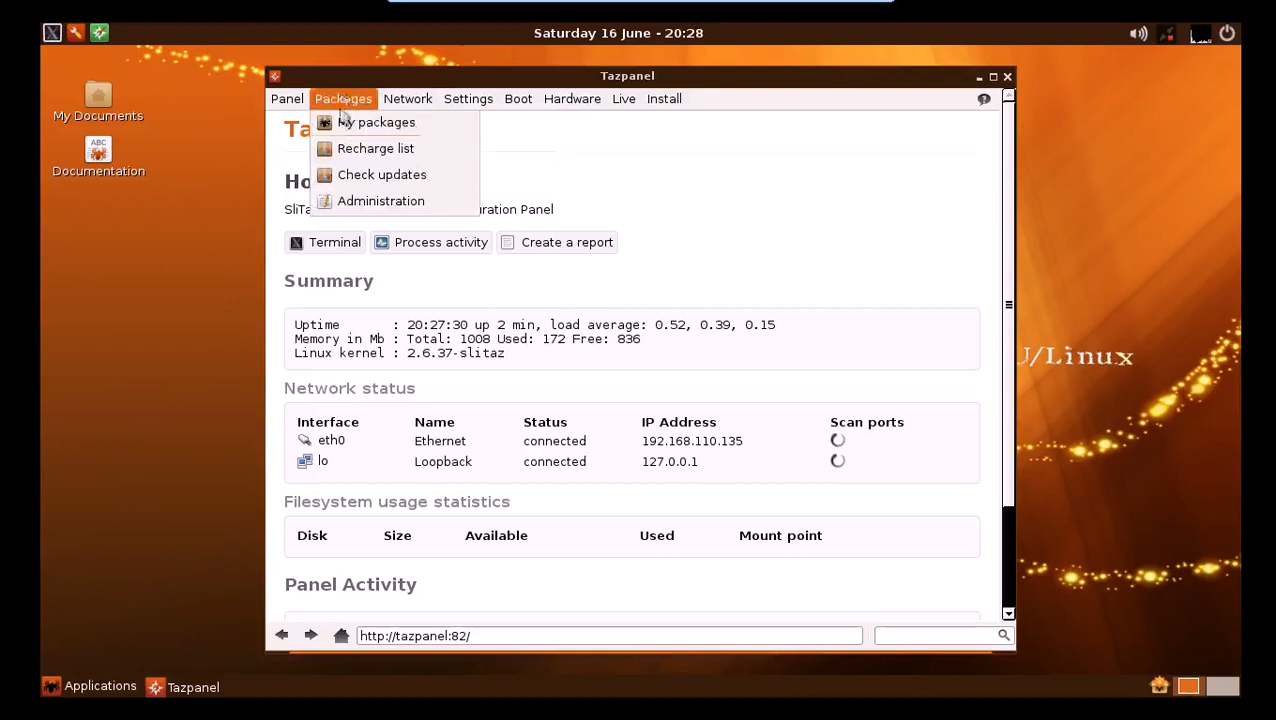 Saturday 16 June - 20:28
My Documents
ABC
Documentation
Tazpanel
Panel Packages Network Settings Boot Hardware Live Install
My packages
Recharge list
Check updates
Administration
Ta
Ho
SliTa uration Panel
Terminal Process activity Create a report
Summary
Uptime : 20:27:30 up 2 min, load average: 0.52, 0.39, 0.15
Memory in Mb : Total: 1008 Used: 172 Free: 836
Linux kernel : 2.6.37-slitaz
U/Linux
Network status
Interface Name Status IP Address Scan ports
eth0 Ethernet connected 192.168.110.135
lo Loopback connected 127.0.0.1
Filesystem usage statistics
Disk Size Available Used Mount point
Panel Activity
http://tazpanel:82/
Applications Tazpanel